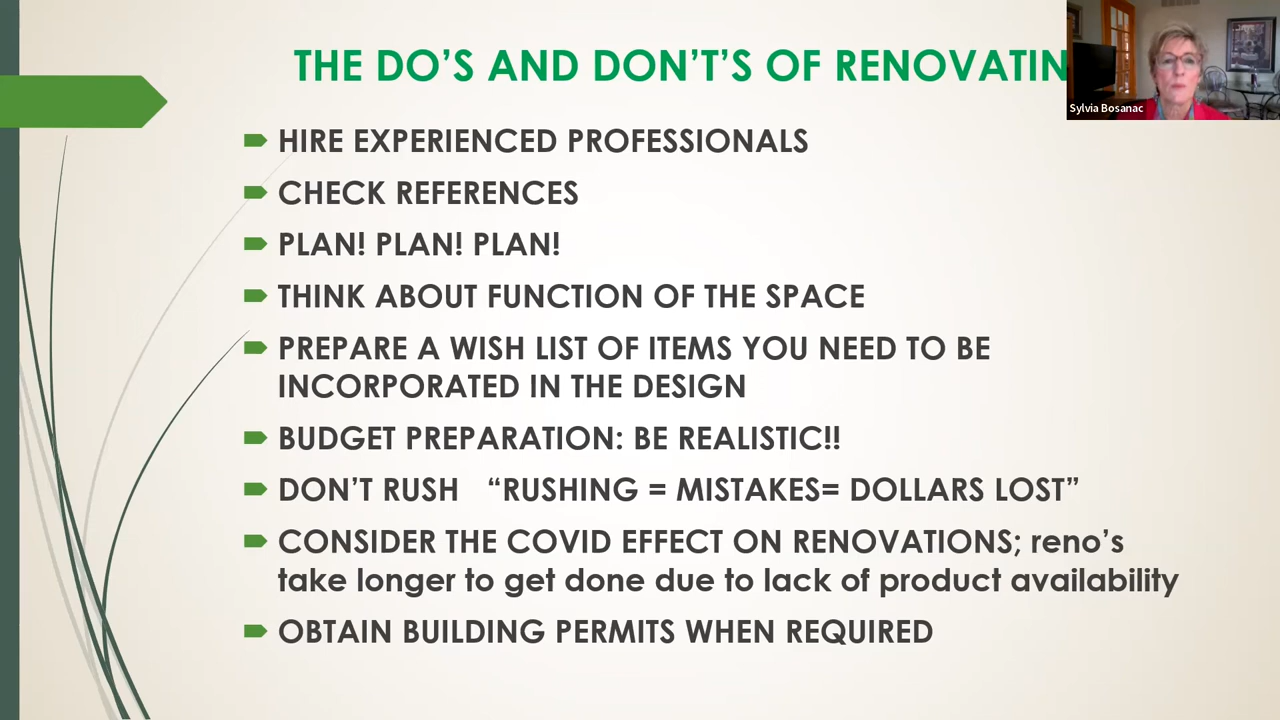 THE DO’S AND DON’T’S OF RENOVATIN
Sylvia Bosanac
HIRE EXPERIENCED PROFESSIONALS
CHECK REFERENCES
PLAN! PLAN! PLAN!
THINK ABOUT FUNCTION OF THE SPACE
PREPARE A WISH LIST OF ITEMS YOU NEED TO BE
INCORPORATED IN THE DESIGN
BUDGET PREPARATION: BE REALISTIC!!
DON’T RUSH “RUSHING = MISTAKES= DOLLARS LOST”
CONSIDER THE COVID EFFECT ON RENOVATIONS; reno’s
take longer to get done due to lack of product availability
OBTAIN BUILDING PERMITS WHEN REQUIRED